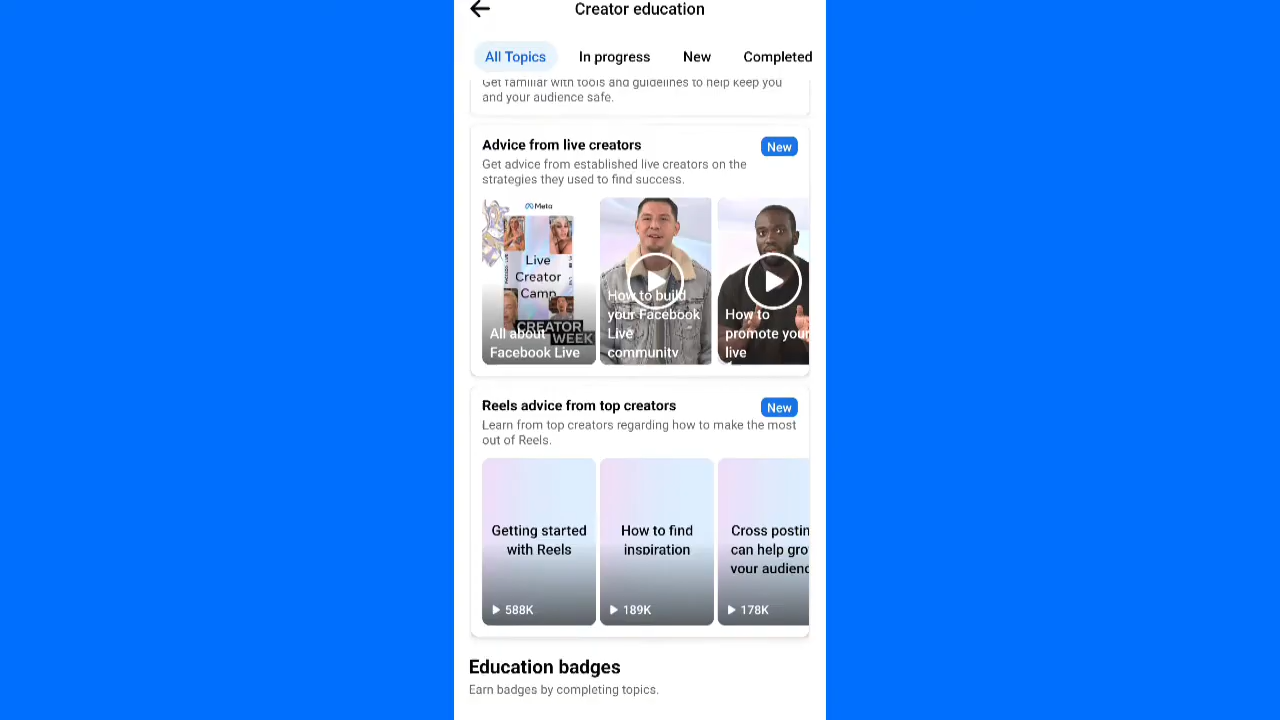 Creator education
All Topics
In progress
New
Completed
Get familiar with tools and guidelines to help keep you
and your audience safe.
Advice from live creators
New
Get advice from established live creators on the
strategies they used to find success.
Meta
Live
Creator
Camp
CREATOR
WEEK
All about
Facebook Live
How to build
your Facebook
Live
community
How to
promote your
live
Reels advice from top creators
New
Learn from top creators regarding how to make the most
out of Reels.
Getting started
with Reels
588K
How to find
inspiration
189K
Cross postin
can help gro
your audienc
178K
Education badges
Earn badges by completing topics.